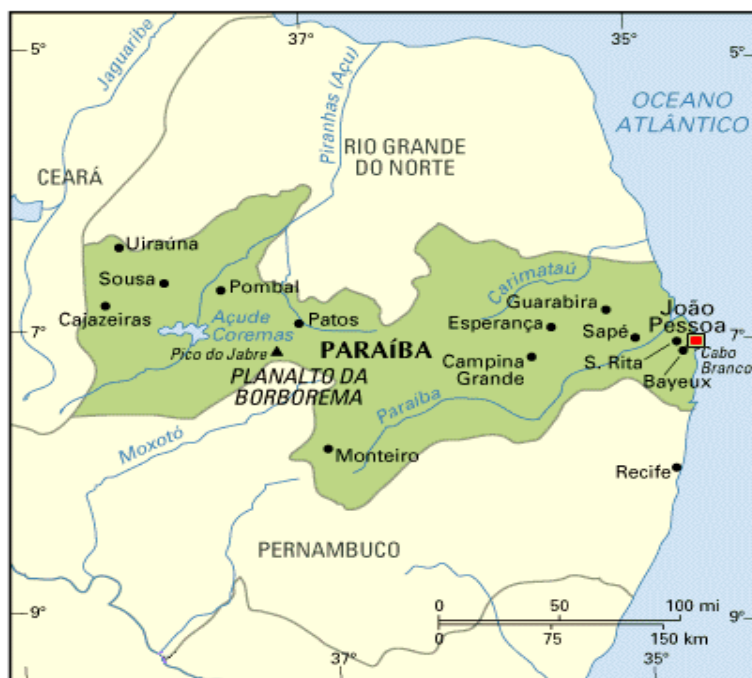 37°
35°
5°
5°
Jaguaribe
Piranhas (Açu)
OCEANO
ATLÂNTICO
RIO GRANDE
DO NORTE
CEARÁ
Uiraúna
Sousa
Pombal
Cajazeiras
Açude
Coremas
Patos
Pico do Jabre
PARAÍBA
PLANALTO DA
BORBOREMA
Carimataú
Guarabira
Esperança
Sapé
João
Pessoa
7°
7°
Campina
Grande
S. Rita
Cabo
Branco
Bayeux
Paraíba
Moxotó
Monteiro
Recife
PERNAMBUCO
9°
9°
0 50 100 mi
0 75 150 km
37°
35°